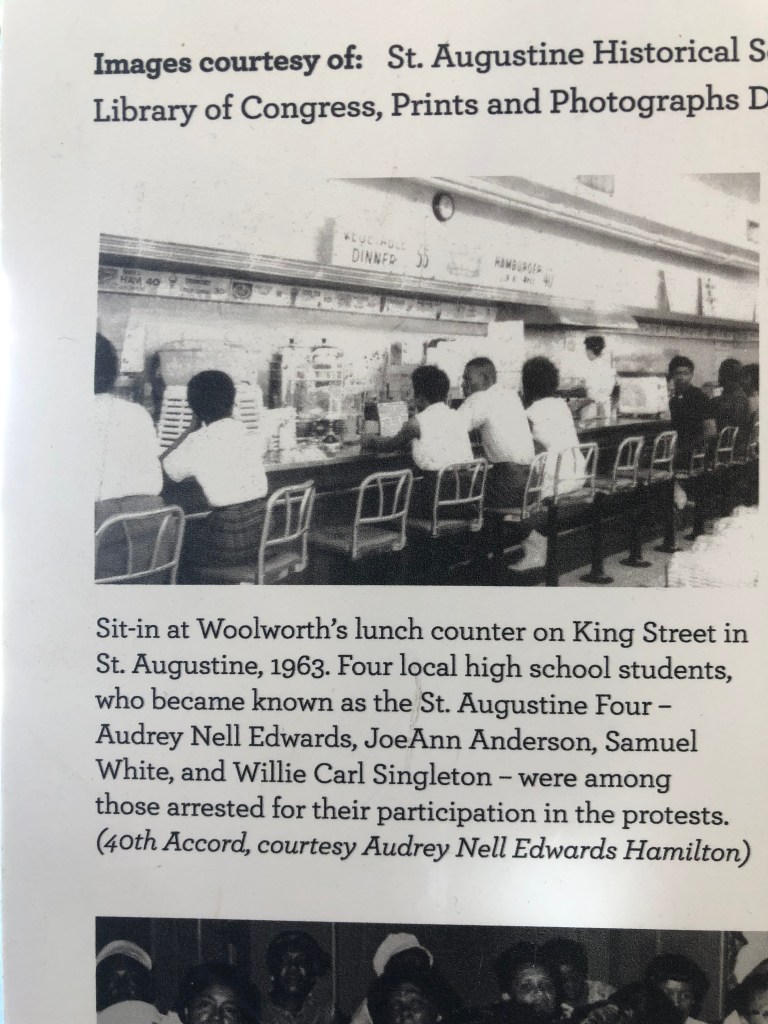 Images courtesy of: St. Augustine Historical S
Library of Congress, Prints and Photographs D
DINNER 55
HAMBURGER
HAM 40
Sit-in at Woolworth's lunch counter on King Street in
St. Augustine, 1963. Four local high school students,
who became known as the St. Augustine Four –
Audrey Nell Edwards, JoeAnn Anderson, Samuel
White, and Willie Carl Singleton – were among
those arrested for their participation in the protests.
(40th Accord, courtesy Audrey Nell Edwards Hamilton)